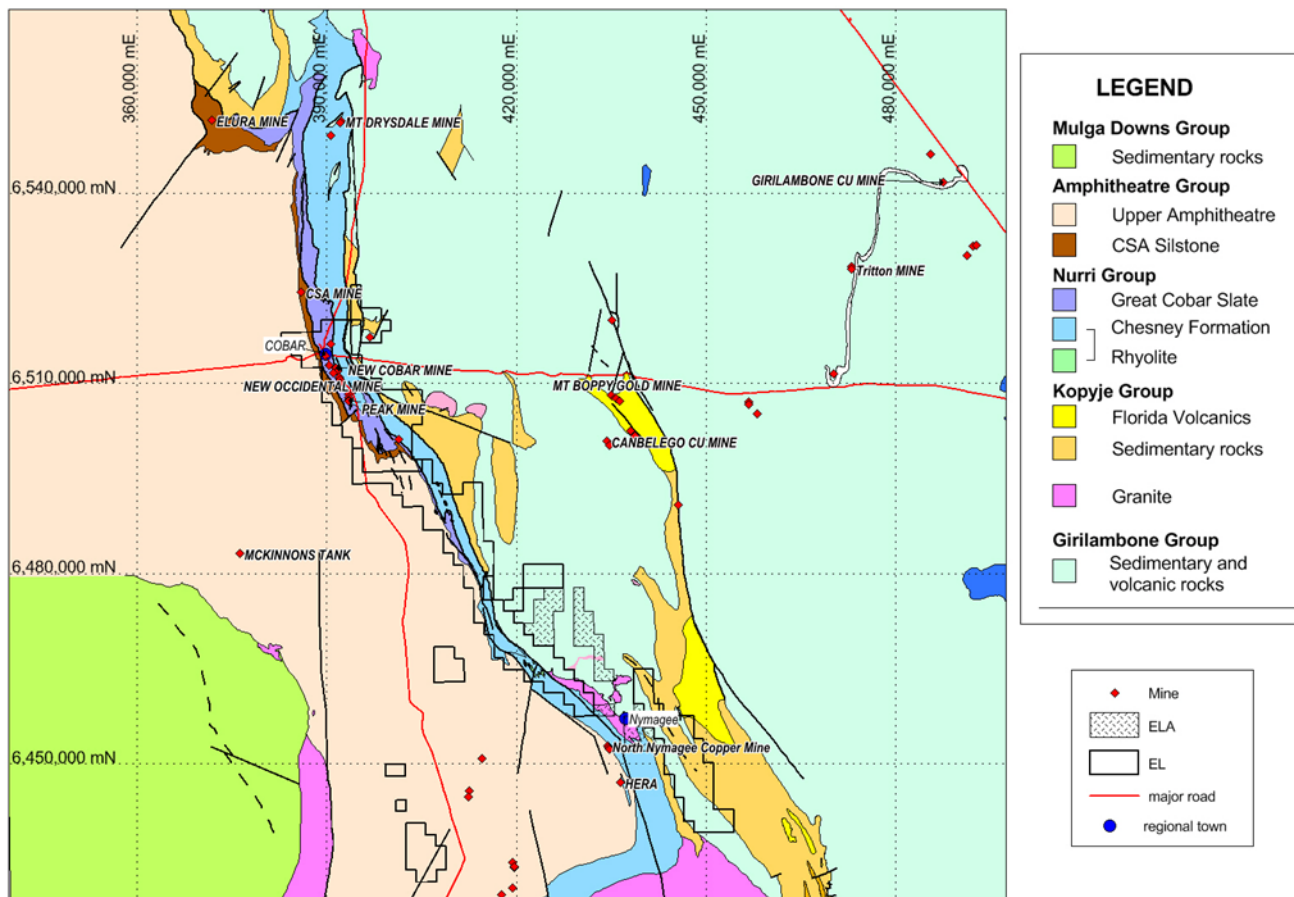 360,000 mE
390,000 mE
420,000 mE
450,000 mE
480,000 mE
ELURA MINE
MT DRYSDALE MINE
GIRILAMBONE CU MINE
6,540,000 mN
Tritton MINE
CSA MINE
COBAR
NEW COBAR MINE
6,510,000 mN
NEW OCCIDENTAL MINE
MT BOPPY GOLD MINE
PEAK MINE
CANBELEGO CU MINE
MCKINNONS TANK
6,480,000 mN
Nymagee
North Nymagee Copper Mine
6,450,000 mN
HERA
LEGEND
Mulga Downs Group
Sedimentary rocks
Amphitheatre Group
Upper Amphitheatre
CSA Silstone
Nurri Group
Great Cobar Slate
Chesney Formation
Rhyolite
Kopyje Group
Florida Volcanics
Sedimentary rocks
Granite
Girilambone Group
Sedimentary and
volcanic rocks
Mine
ELA
EL
major road
regional town